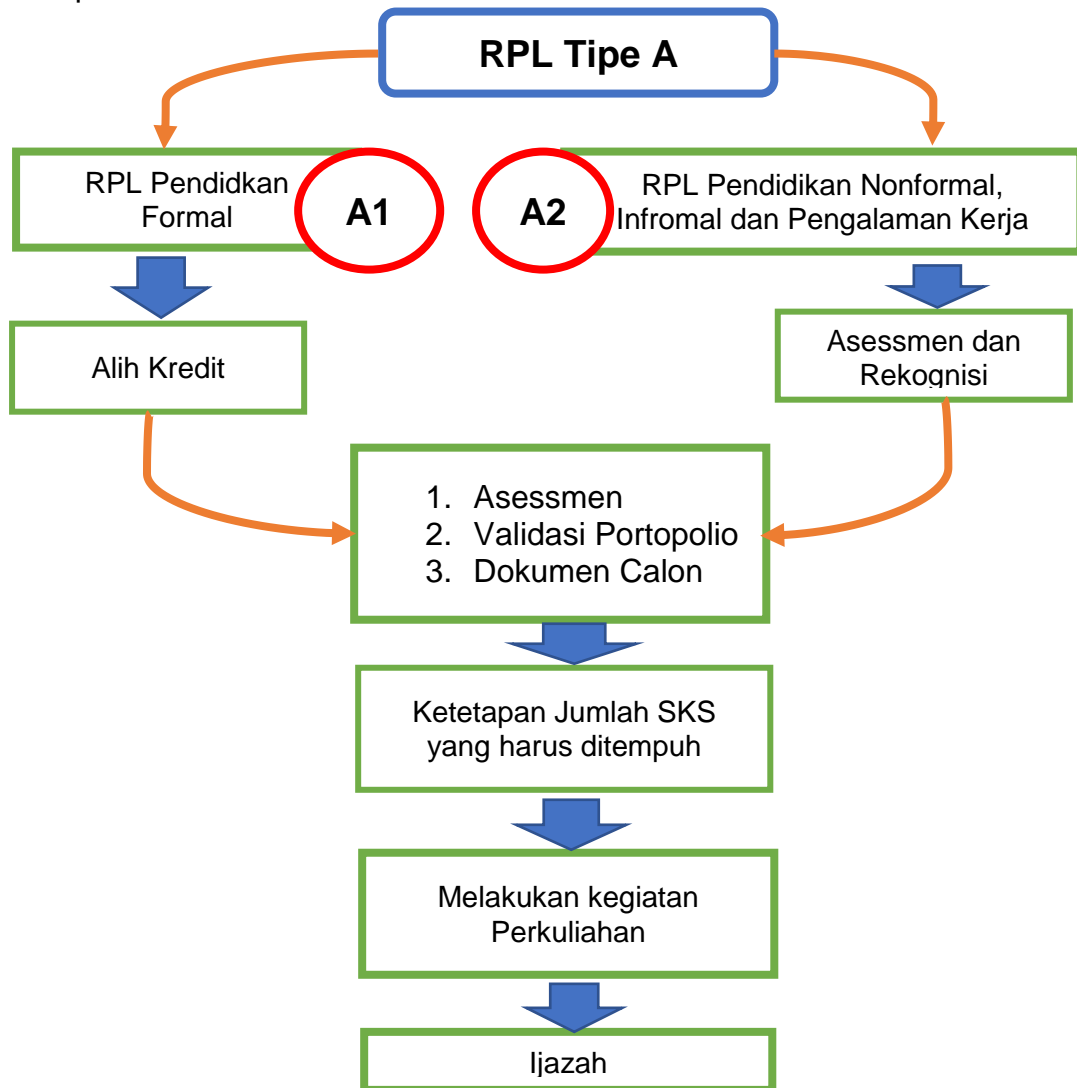 RPL Tipe A
RPL Pendidkan
Formal
A1
A2
RPL Pendidikan Nonformal,
Infromal dan Pengalaman Kerja
Alih Kredit
Asessmen dan
Rekognisi
1. Asessmen
2. Validasi Portopolio
3. Dokumen Calon
Ketetapan Jumlah SKS
yang harus ditempuh
Melakukan kegiatan
Perkuliahan
Ijazah